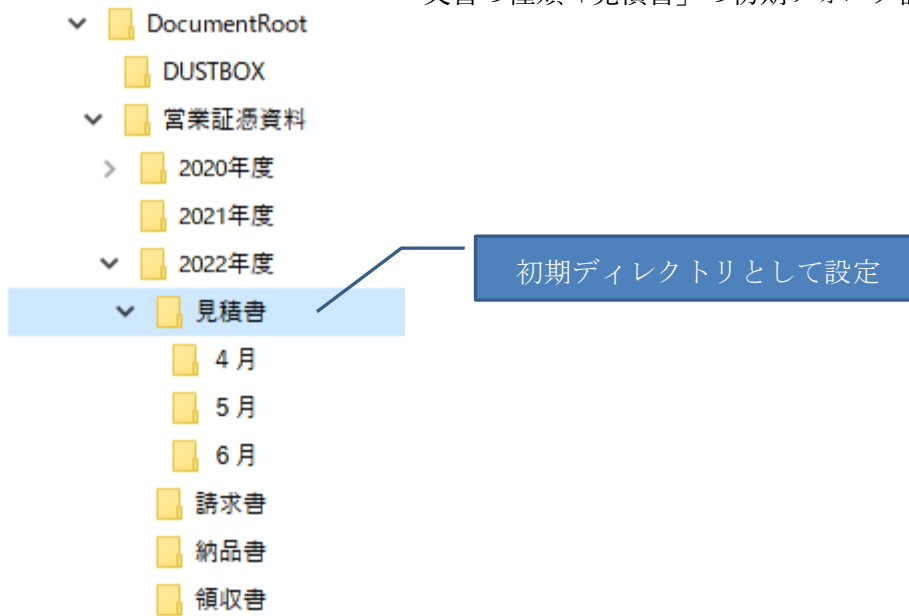 DocumentRoot
DUSTBOX
営業証憑資料
2020年度
2021年度
2022年度
初期ディレクトリとして設定
見積書
4月
5月
6月
請求書
納品書
領収書